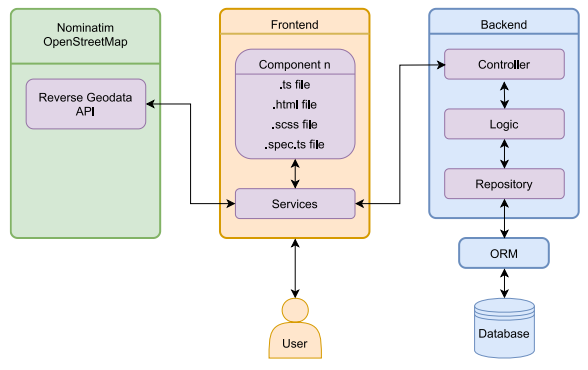 Nominatim
OpenStreetMap
Reverse Geodata
API
Frontend
Component n
.ts file
.html file
.scss file
.spec.ts file
Services
User
Backend
Controller
Logic
Repository
ORM
Database